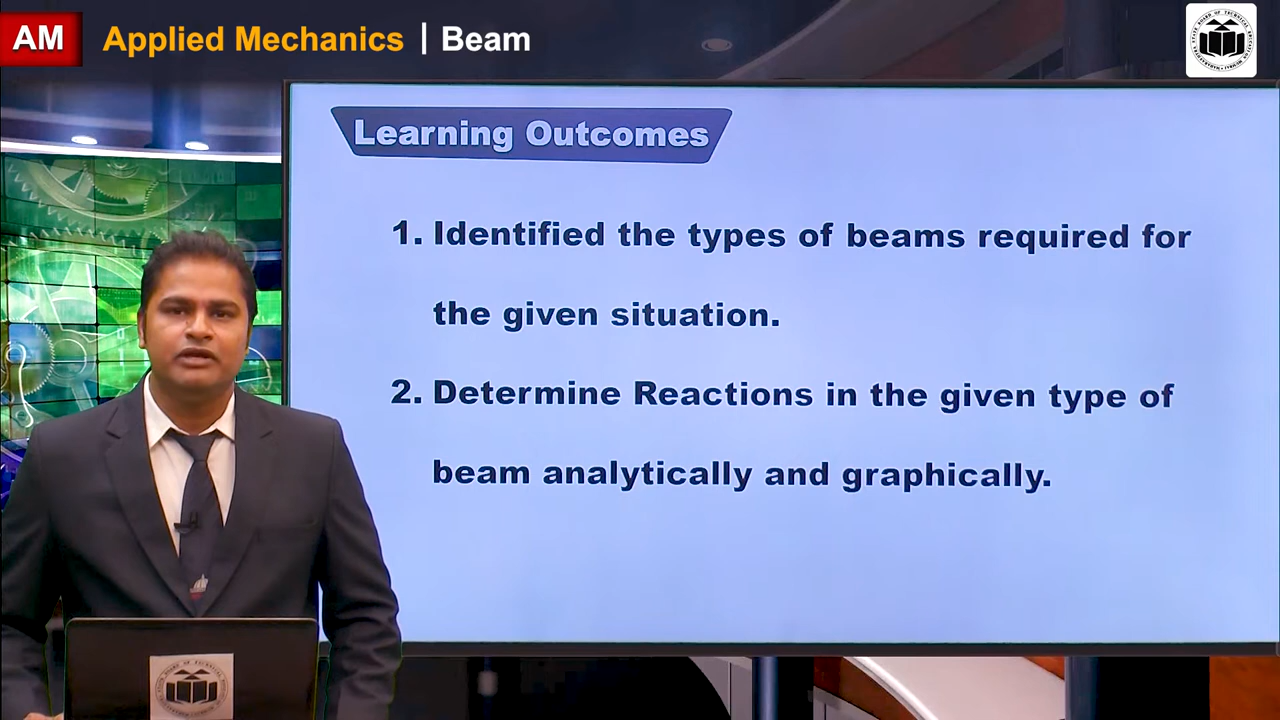 AM
Applied Mechanics | Beam
Learning Outcomes
1. Identified the types of beams required for
the given situation.
2. Determine Reactions in the given type of
beam analytically and graphically.